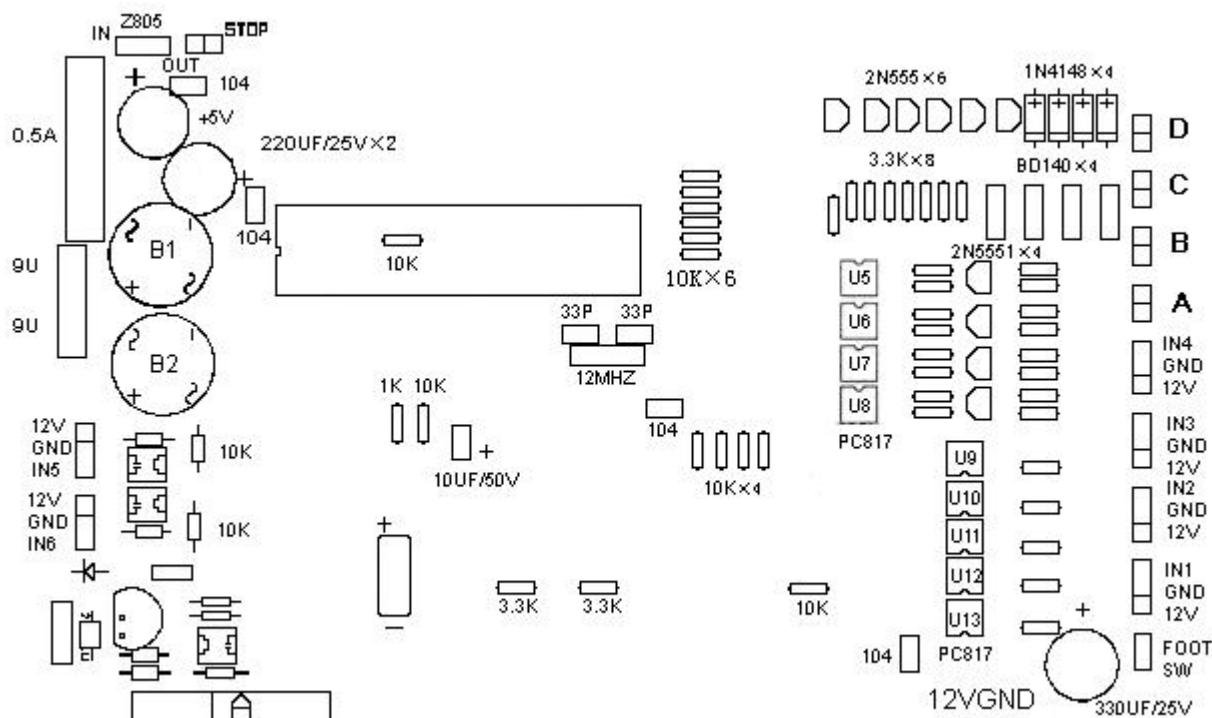 Z805
IN
STOP
OUT
104
+
0.5A
+5V
220UF/25V×2
+
104
2N555×6
1N4148×4
D
3.3K×8
BD140×4
C
B
A
9U
B1
+
10K
10K×6
2N5551×4
U5
U6
U7
U8
PC817
33P
33P
12MHZ
9U
B2
+
1K
10K
104
10UF/50V
+
10K×4
IN4
GND
12V
IN3
GND
12V
IN2
GND
12V
IN1
GND
12V
FOOT
SW
12V
GND
IN5
10K
12V
GND
IN6
10K
U9
U10
U11
U12
U13
PC817
+
−
3.3K
3.3K
10K
104
12VGND
+
330UF/25V